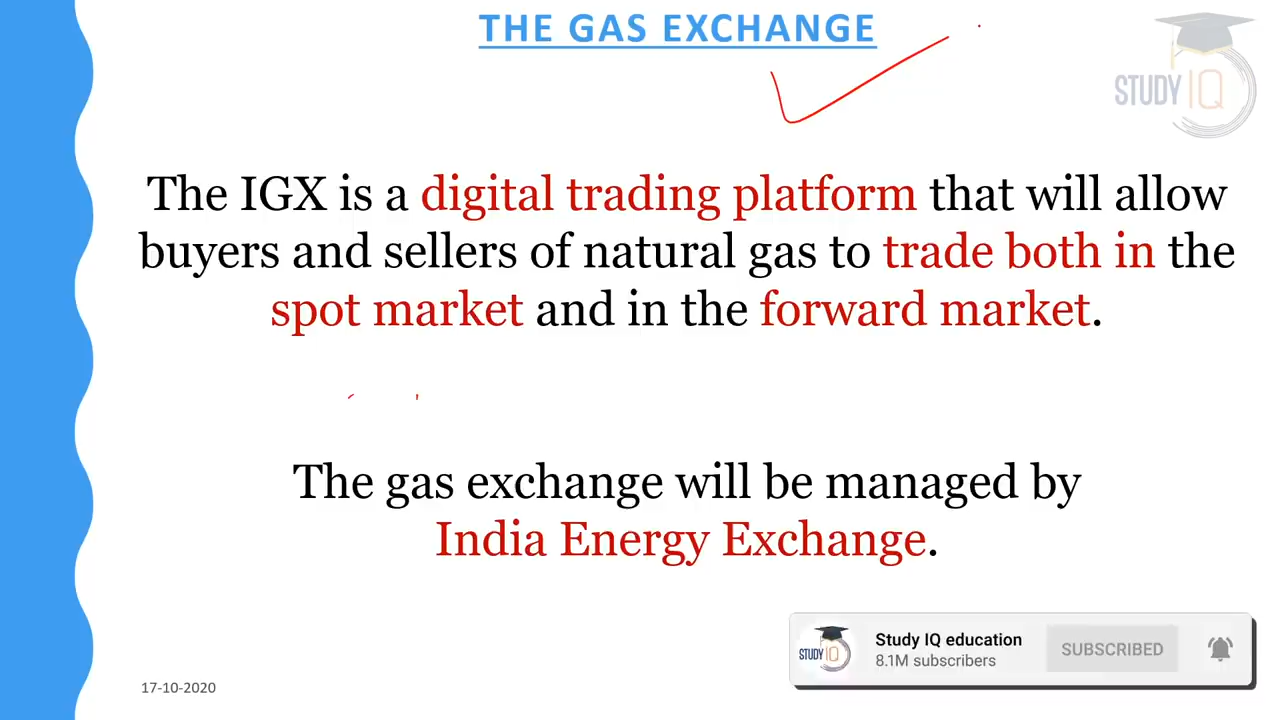 THE GAS EXCHANGE
STUDY IQ
The IGX is a digital trading platform that will allow
buyers and sellers of natural gas to trade both in the
spot market and in the forward market.
The gas exchange will be managed by
India Energy Exchange.
STUDY IQ
Study IQ education
8.1M subscribers
SUBSCRIBED
17-10-2020